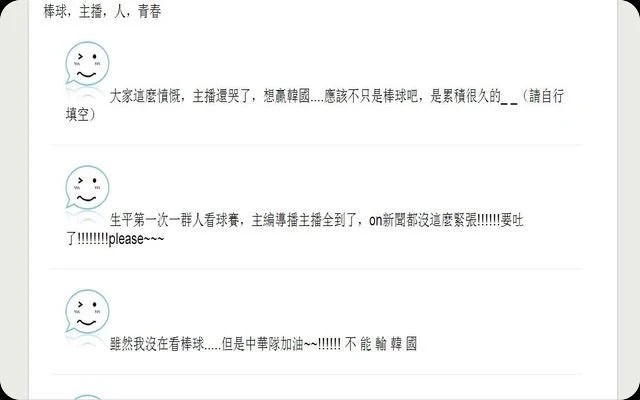 棒球，主播，人，青春
大家這麼憤慨，主播還哭了，想贏韓國....應該不只是棒球吧，是累積很久的_ _（請自行
填空）
生平第一次一群人看球賽，主編導播主播全到了，on新聞都沒這麼緊張!!!!!!要吐
了!!!!!!!!please~~~
雖然我沒在看棒球.....但是中華隊加油~~!!!!!! 不 能 輸 韓 國